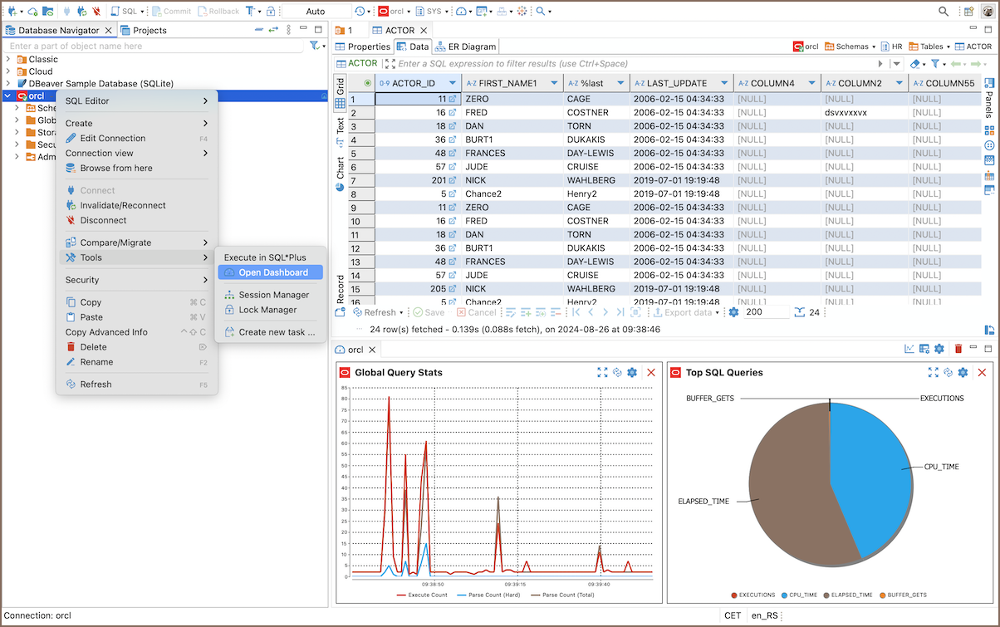 SQL Commit Rollback Auto orcl SYS
Database Navigator Projects
Enter a part of object name here
Classic
Cloud
DBeaver Sample Database (SQLite)
orcl
Sche
Glob
Stora
Secu
Adm
SQL Editor
Create
Edit Connection F4
Connection view
Browse from here
Connect
Invalidate/Reconnect
Disconnect
Compare/Migrate
Tools
Security
Copy ⌘ C
Paste ⌘ V
Copy Advanced Info ^ ⇧ C
Delete
Rename F2
Refresh F5
Execute in SQL*Plus
Open Dashboard
Session Manager
Lock Manager
Create new task ...
1 ACTOR
Properties Data ER Diagram orcl Schemas HR Tables ACTOR
ACTOR Enter a SQL expression to filter results (use Ctrl+Space)
Grid
Text
Chart
Record
Panels
0-9 ACTOR_ID A-Z FIRST_NAME1 A-Z %last A-Z LAST_UPDATE A-Z COLUMN4 A-Z COLUMN2 A-Z COLUMN55
1 11 ZERO CAGE 2006-02-15 04:34:33 [NULL] [NULL] [NULL]
2 16 FRED COSTNER 2006-02-15 04:34:33 [NULL] dsvxvxxvx [NULL]
3 18 DAN TORN 2006-02-15 04:34:33 [NULL] [NULL] [NULL]
4 36 BURT1 DUKAKIS 2006-02-15 04:34:33 [NULL] [NULL] [NULL]
5 48 FRANCES DAY-LEWIS 2006-02-15 04:34:33 [NULL] [NULL] [NULL]
6 57 JUDE CRUISE 2006-02-15 04:34:33 [NULL] [NULL] [NULL]
7 201 NICK WAHLBERG 2019-07-01 19:19:48 [NULL] [NULL] [NULL]
8 5 Chance2 Henry2 2019-07-01 19:19:48 [NULL] [NULL] [NULL]
9 11 ZERO CAGE 2006-02-15 04:34:33 [NULL] [NULL] [NULL]
10 16 FRED COSTNER 2006-02-15 04:34:33 [NULL] [NULL] [NULL]
11 18 DAN TORN 2006-02-15 04:34:33 [NULL] [NULL] [NULL]
12 36 BURT1 DUKAKIS 2006-02-15 04:34:33 [NULL] [NULL] [NULL]
13 48 FRANCES DAY-LEWIS 2006-02-15 04:34:33 [NULL] [NULL] [NULL]
14 57 JUDE CRUISE 2006-02-15 04:34:33 [NULL] [NULL] [NULL]
15 205 NICK WAHLBERG 2019-07-01 19:19:48 [NULL] [NULL] [NULL]
16 5 Chance2 Henry2 2019-07-01 19:19:48 [NULL] [NULL] [NULL]
Refresh Save Cancel Export data 200 24
24 row(s) fetched - 0.139s (0.088s fetch), on 2024-08-26 at 09:38:46
orcl
Global Query Stats
85
80
75
70
65
60
55
50
45
40
35
30
25
20
15
10
5
0
09:38:50 09:39:15 09:39:40
Execute Count Parse Count (Hard) Parse Count (Total)
Top SQL Queries
BUFFER_GETS EXECUTIONS
CPU_TIME
ELAPSED_TIME
EXECUTIONS CPU_TIME ELAPSED_TIME BUFFER_GETS
Connection: orcl CET en_RS